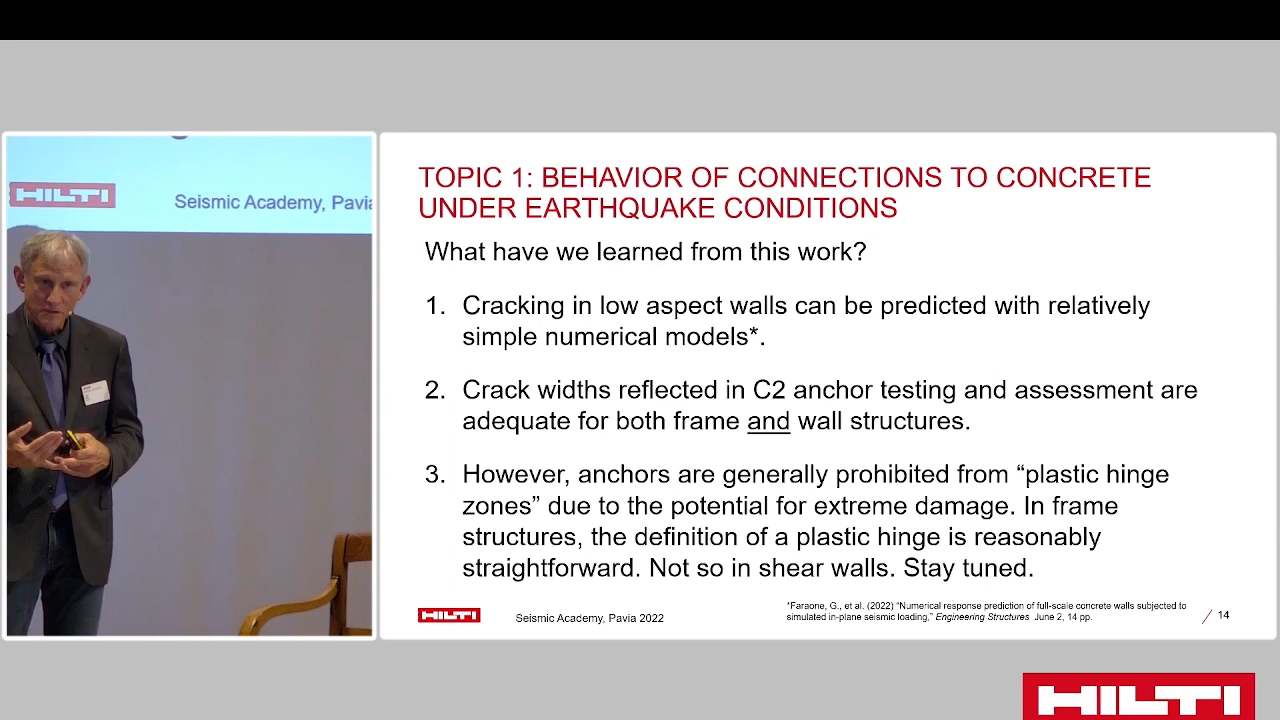 HILTI
Seismic Academy, Pavia
TOPIC 1: BEHAVIOR OF CONNECTIONS TO CONCRETE
UNDER EARTHQUAKE CONDITIONS
What have we learned from this work?
1. Cracking in low aspect walls can be predicted with relatively
simple numerical models*.
2. Crack widths reflected in C2 anchor testing and assessment are
adequate for both frame and wall structures.
3. However, anchors are generally prohibited from “plastic hinge
zones” due to the potential for extreme damage. In frame
structures, the definition of a plastic hinge is reasonably
straightforward. Not so in shear walls. Stay tuned.
HILTI
Seismic Academy, Pavia 2022
*Faraone, G., et al. (2022) “Numerical response prediction of full-scale concrete walls subjected to
simulated in-plane seismic loading,” Engineering Structures June 2, 14 pp.
14
HILTI